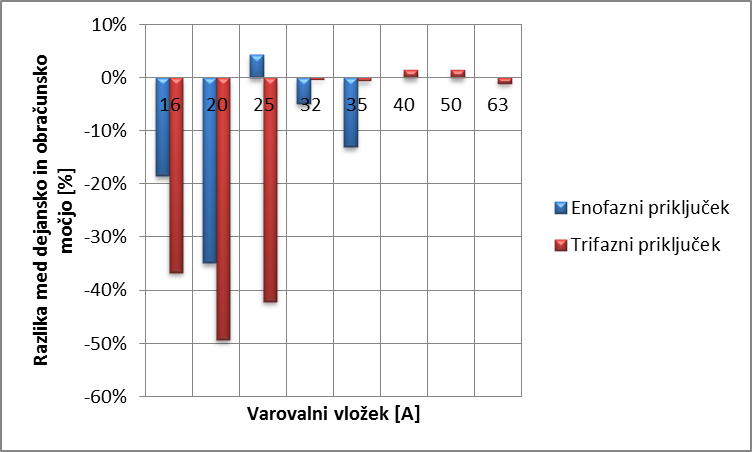 10%
0%
-10%
-20%
-30%
-40%
-50%
-60%
Razlika med dejansko in obračunsko
močjo [%]
16 20 25 32 35 40 50 63
Varovalni vložek [A]
Enofazni priključek
Trifazni priključek